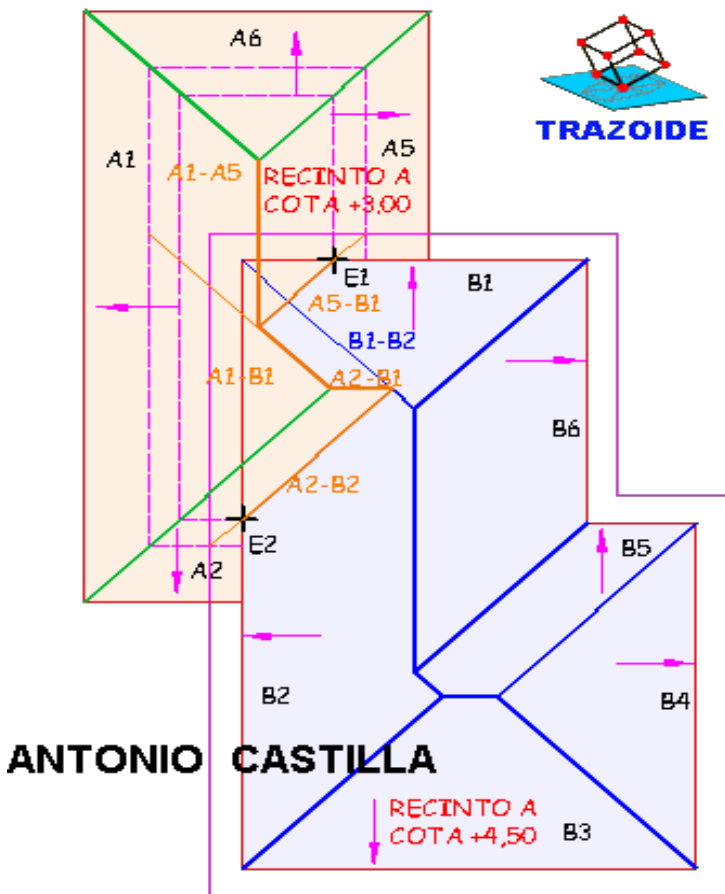 A6
TRAZOIDE
A1
A5
A1-A5
RECINTO A
COTA +3,00
E1
B1
A5-B1
B1-B2
A1-B1
A2-B1
B6
A2-B2
E2
B5
A2
B2
B4
ANTONIO CASTILLA
RECINTO A
COTA +4,50
B3